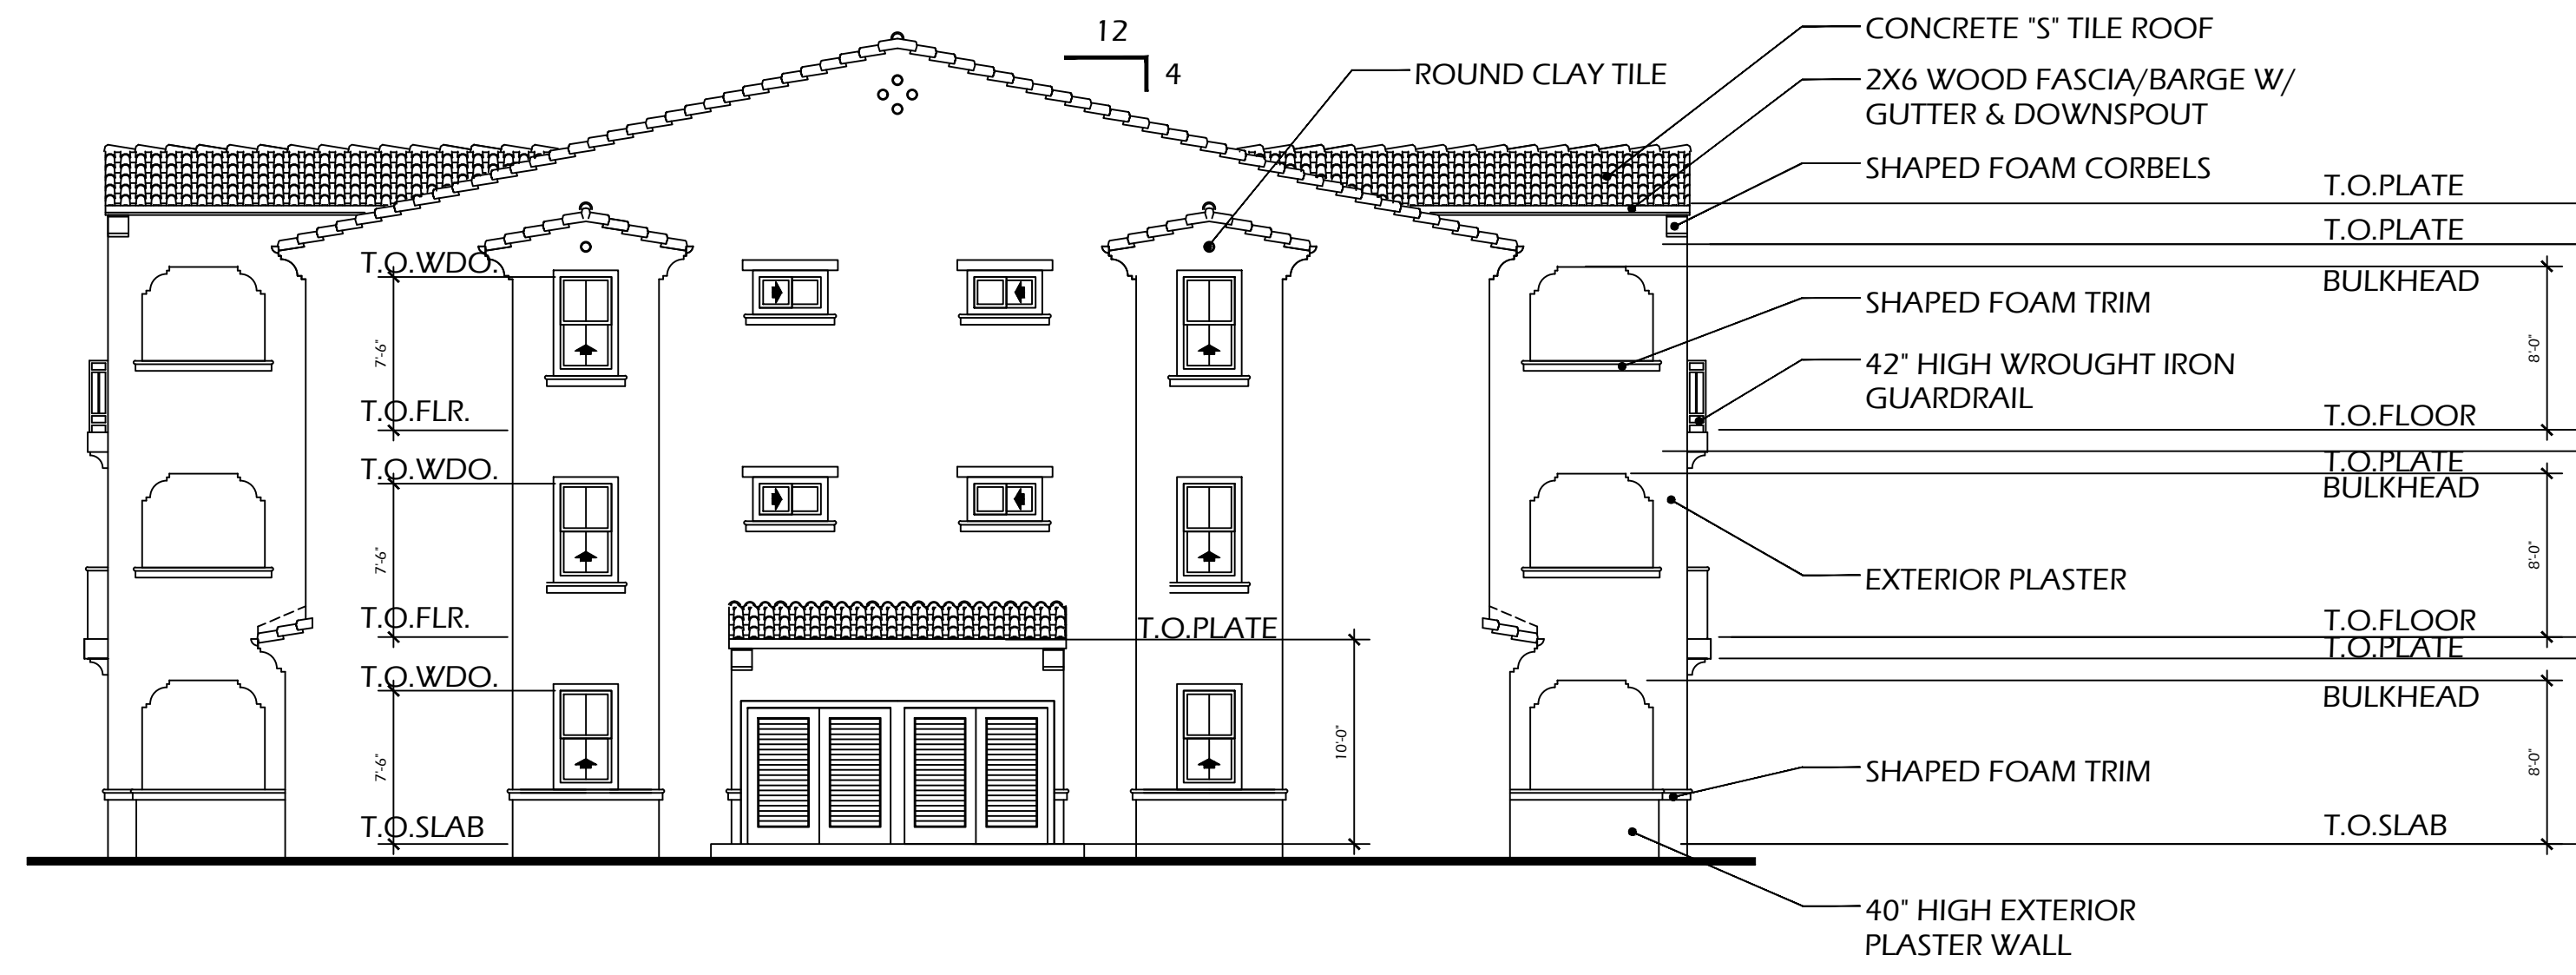 12
4
CONCRETE "S" TILE ROOF
ROUND CLAY TILE
2X6 WOOD FASCIA/BARGE W/
GUTTER & DOWNSPOUT
SHAPED FOAM CORBELS
T.O.PLATE
T.O.PLATE
T.O.WDO.
BULKHEAD
SHAPED FOAM TRIM
7'-6"
8'-0"
42" HIGH WROUGHT IRON
GUARDRAIL
T.O.FLR.
T.O.FLOOR
T.O.WDO.
T.O.PLATE
BULKHEAD
7'-6"
8'-0"
EXTERIOR PLASTER
T.O.FLR.
T.O.PLATE
T.O.FLOOR
T.O.PLATE
T.O.WDO.
BULKHEAD
7'-6"
10'-0"
8'-0"
SHAPED FOAM TRIM
T.O.SLAB
T.O.SLAB
40" HIGH EXTERIOR
PLASTER WALL